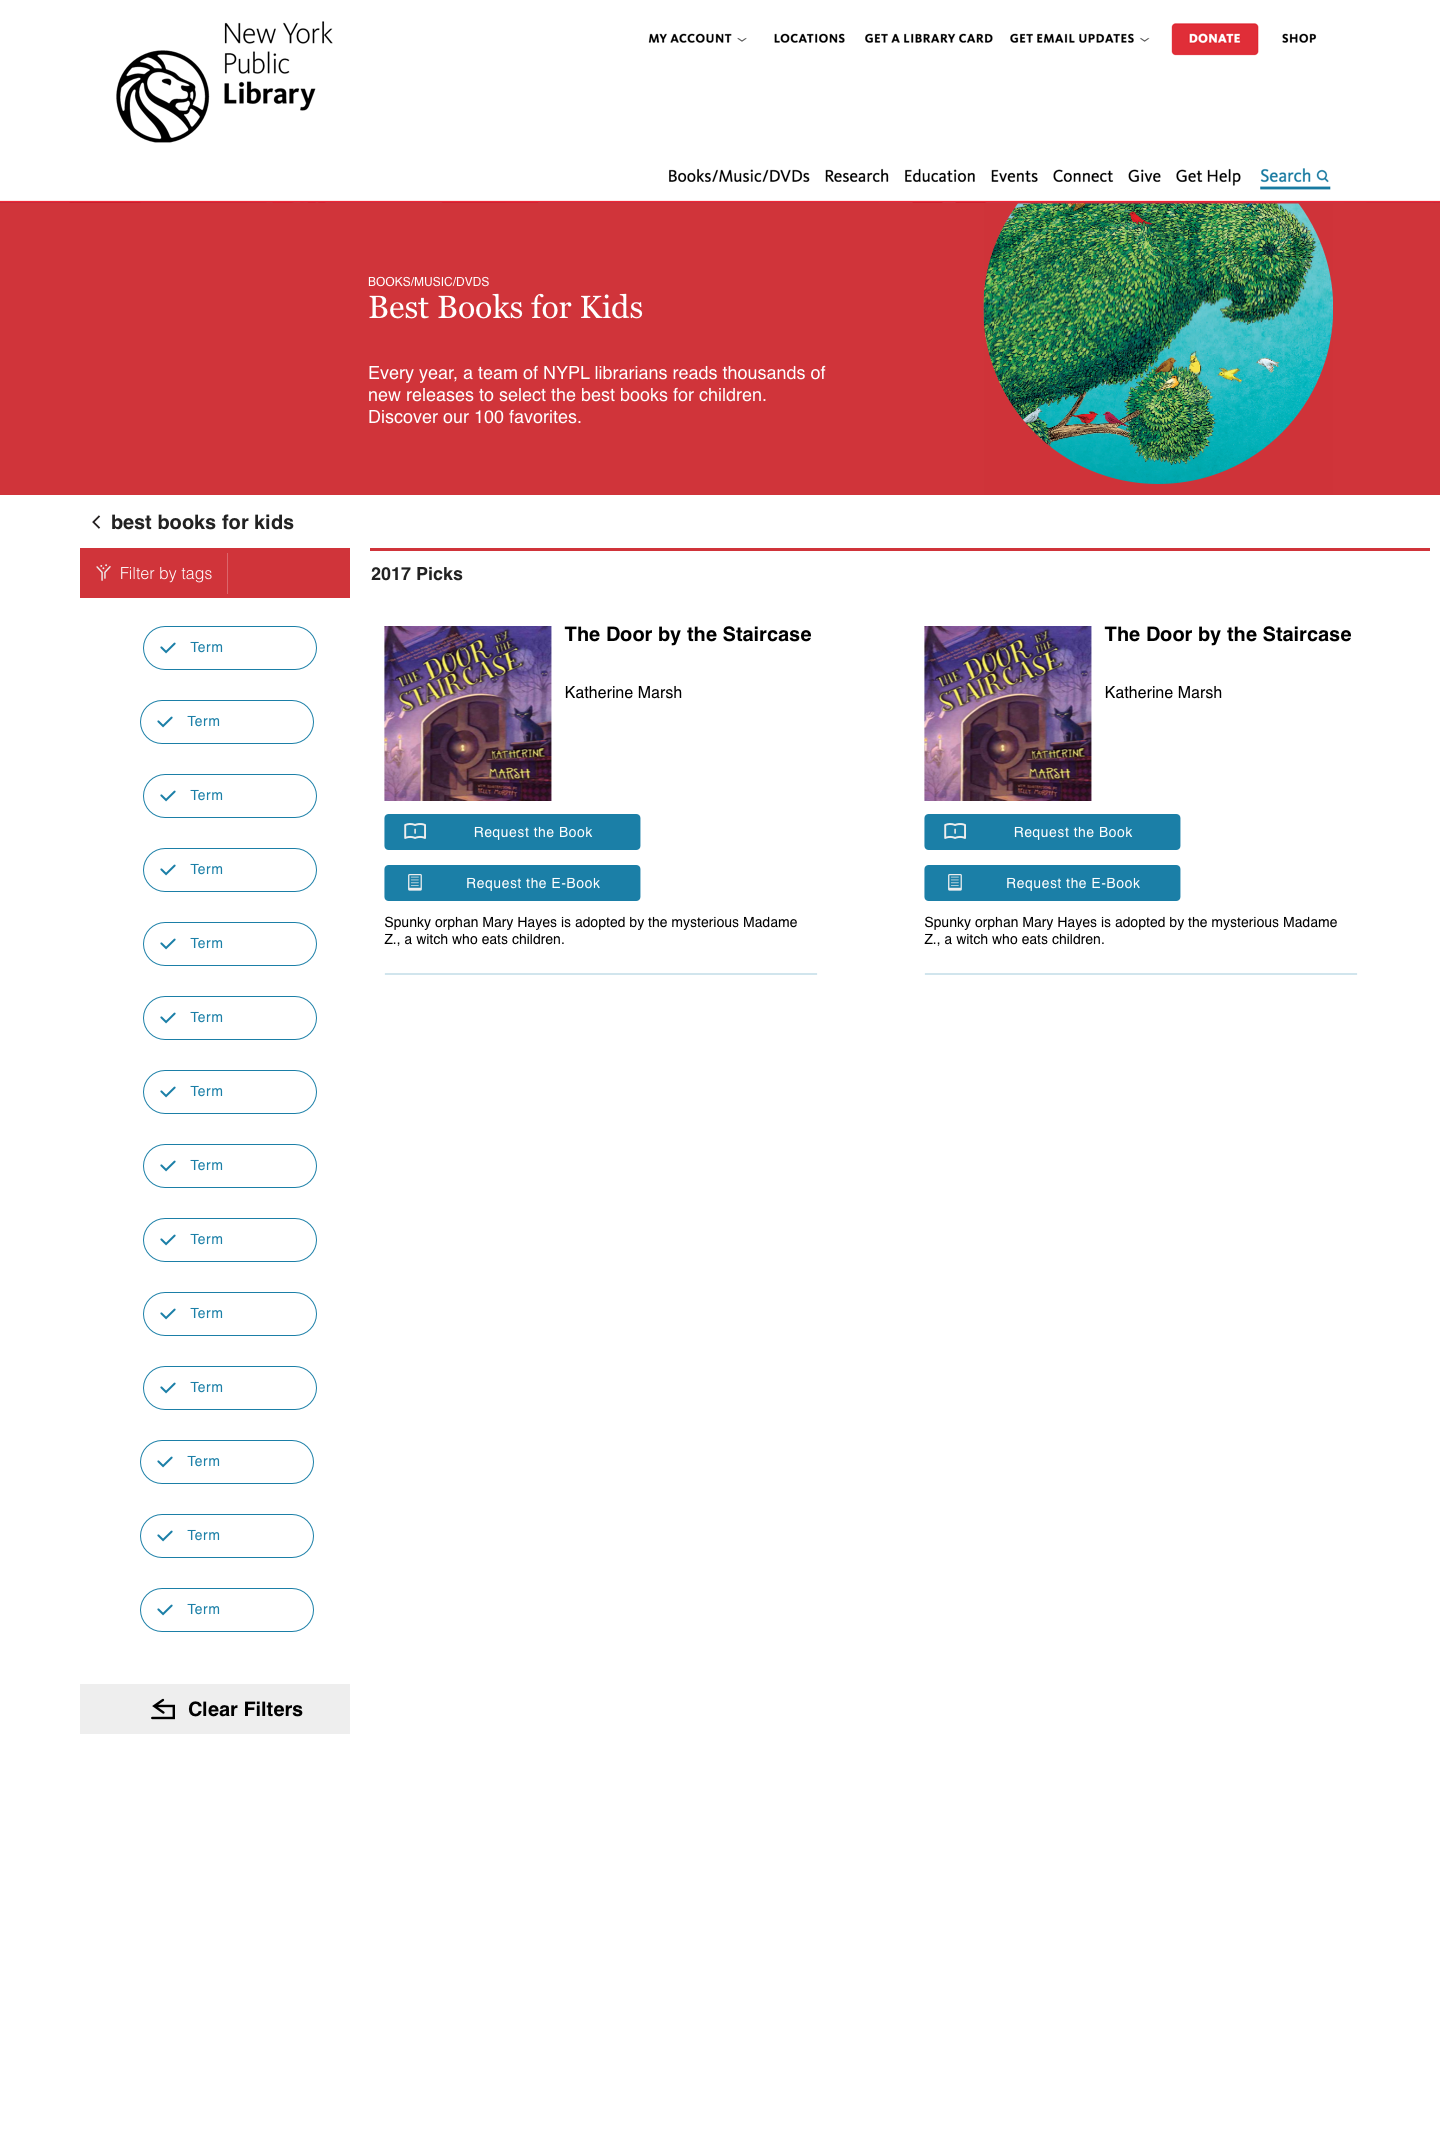 New York
Public
Library
MY ACCOUNT
LOCATIONS
GET A LIBRARY CARD
GET EMAIL UPDATES
DONATE
SHOP
Books/Music/DVDs
Research
Education
Events
Connect
Give
Get Help
Search
BOOKS/MUSIC/DVDS
Best Books for Kids
Every year, a team of NYPL librarians reads thousands of
new releases to select the best books for children.
Discover our 100 favorites.
best books for kids
Filter by tags
Term
Term
Term
Term
Term
Term
Term
Term
Term
Term
Term
Term
Term
Term
Clear Filters
2017 Picks
THE DOOR BY THE
STAIRCASE
KATHERINE
MARSH
The Door by the Staircase
Katherine Marsh
Request the Book
Request the E-Book
Spunky orphan Mary Hayes is adopted by the mysterious Madame
Z., a witch who eats children.
THE DOOR BY THE
STAIRCASE
KATHERINE
MARSH
The Door by the Staircase
Katherine Marsh
Request the Book
Request the E-Book
Spunky orphan Mary Hayes is adopted by the mysterious Madame
Z., a witch who eats children.